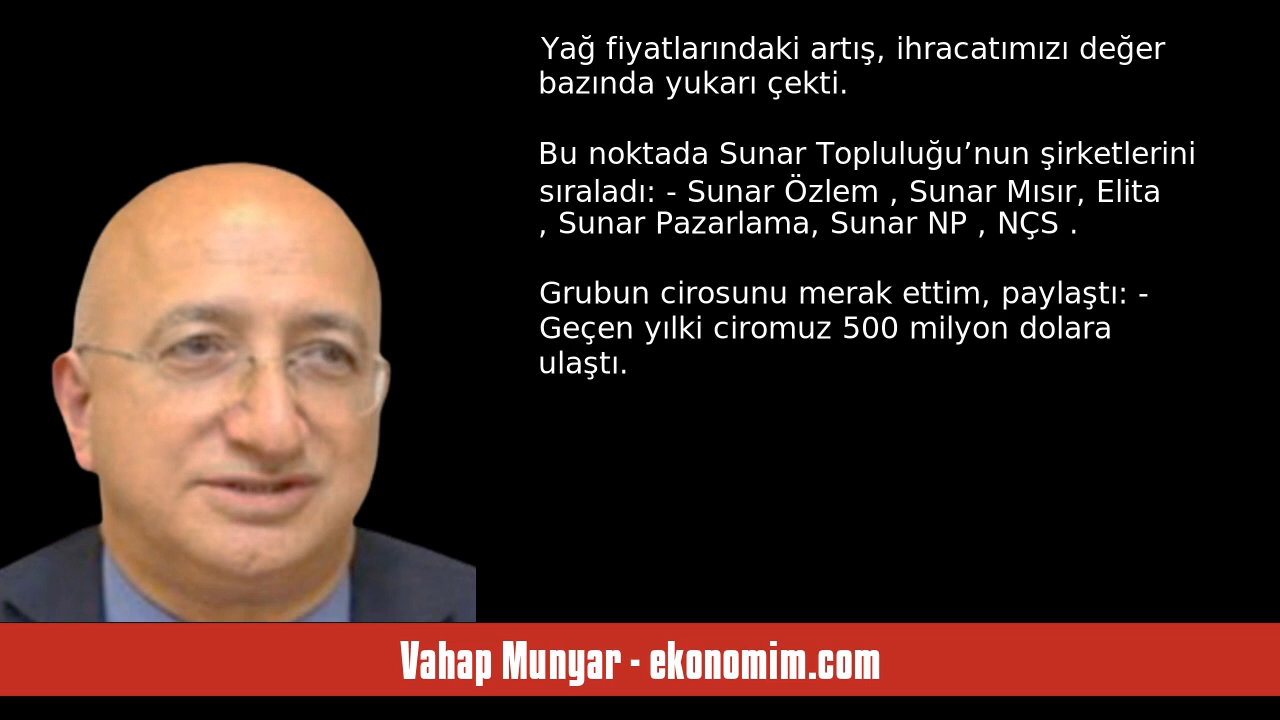 Yağ fiyatlarındaki artış, ihracatımızı değer
bazında yukarı çekti.
Bu noktada Sunar Topluluğu’nun şirketlerini
sıraladı: - Sunar Özlem , Sunar Mısır, Elita
, Sunar Pazarlama, Sunar NP , NÇS .
Grubun cirosunu merak ettim, paylaştı: -
Geçen yılki ciromuz 500 milyon dolara
ulaştı.
Vahap Munyar - ekonomim.com